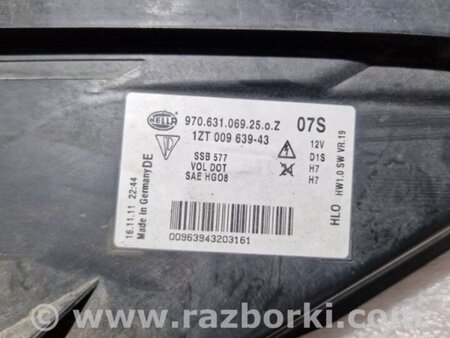 HELLA
970.631.069.25.o.Z
07S
1ZT 009 639-43
SSB 577
VOL DOT
SAE HG08
12V
D1S
24 H7
H7
HLO
HW1.0 SW VR.19
16.11.11 22:44
Made in Germany DE
00963943203161
www.razborki.com